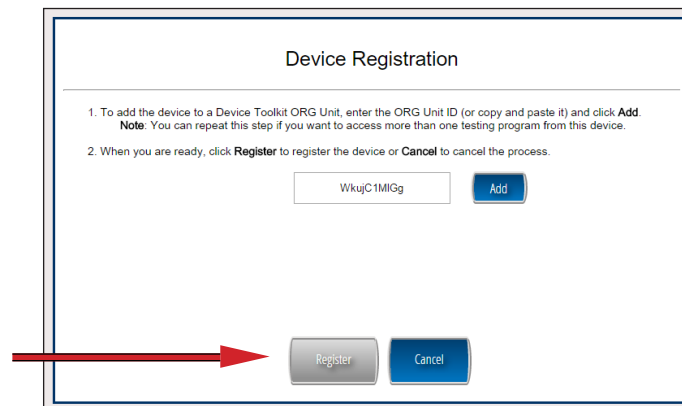 Device Registration
1. To add the device to a Device Toolkit ORG Unit, enter the ORG Unit ID (or copy and paste it) and click Add.
Note: You can repeat this step if you want to access more than one testing program from this device.
2. When you are ready, click Register to register the device or Cancel to cancel the process.
WkujC1MlGg Add
Register Cancel